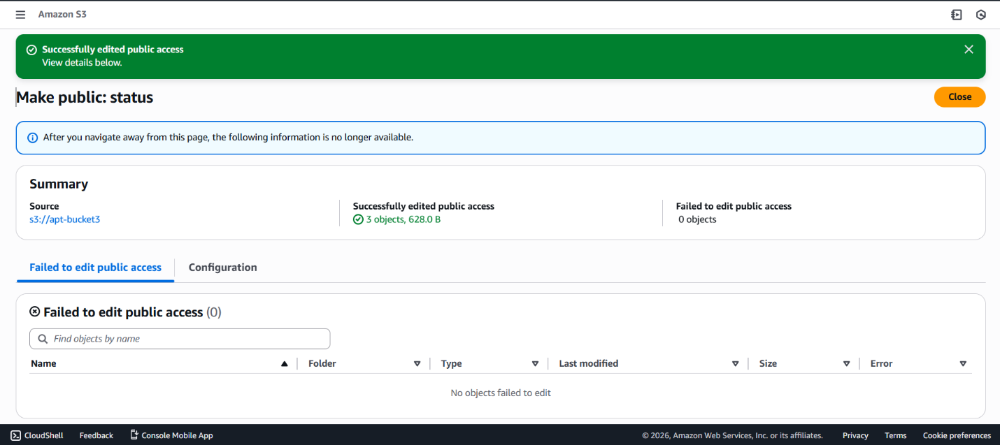 Amazon S3
Successfully edited public access
View details below.
Make public: status
Close
After you navigate away from this page, the following information is no longer available.
Summary
Source
s3://apt-bucket3
Successfully edited public access
3 objects, 628.0 B
Failed to edit public access
0 objects
Failed to edit public access Configuration
Failed to edit public access (0)
Find objects by name
Name Folder Type Last modified Size Error
No objects failed to edit
CloudShell Feedback Console Mobile App © 2026, Amazon Web Services, Inc. or its affiliates. Privacy Terms Cookie preferences